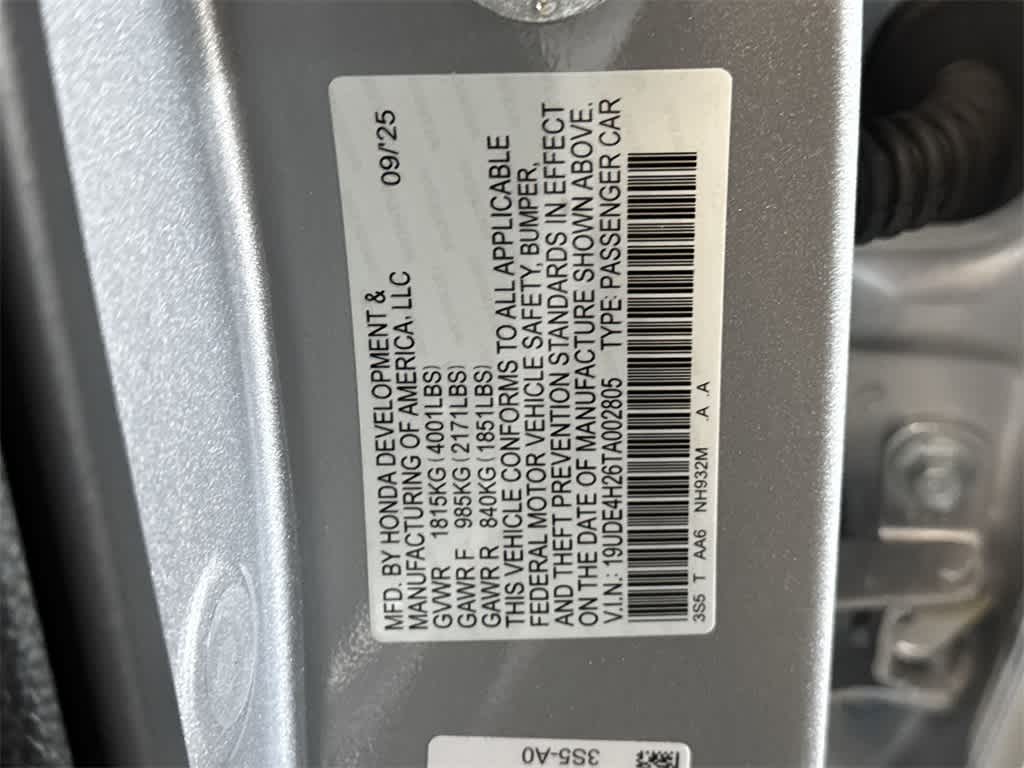 MFD. BY HONDA DEVELOPMENT &
MANUFACTURING OF AMERICA, LLC 09/'25
GVWR 1815KG (4001LBS)
GAWR F 985KG (2171LBS)
GAWR R 840KG (1851LBS)
THIS VEHICLE CONFORMS TO ALL APPLICABLE
FEDERAL MOTOR VEHICLE SAFETY, BUMPER,
AND THEFT PREVENTION STANDARDS IN EFFECT
ON THE DATE OF MANUFACTURE SHOWN ABOVE.
V.I.N.: 19UDE4H26TA002805 TYPE: PASSENGER CAR
3S5 T AA6 NH932M .A .A
3S5-A0